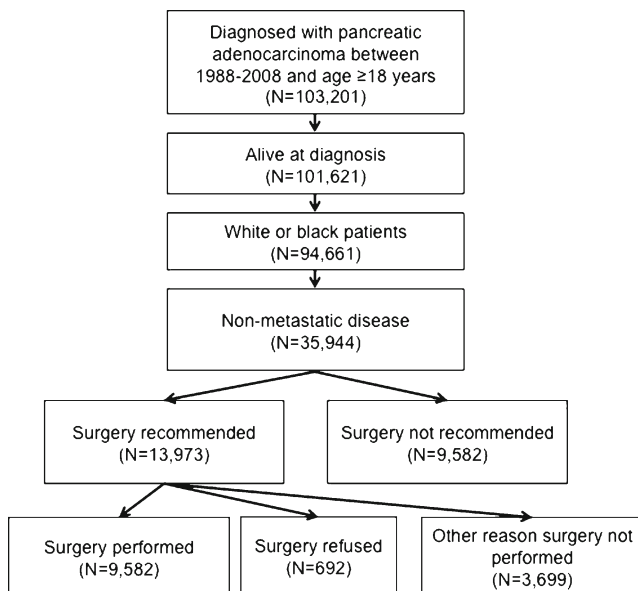 Diagnosed with pancreatic
adenocarcinoma between
1988-2008 and age ≥18 years
(N=103,201)
Alive at diagnosis
(N=101,621)
White or black patients
(N=94,661)
Non-metastatic disease
(N=35,944)
Surgery recommended
(N=13,973)
Surgery not recommended
(N=9,582)
Surgery performed
(N=9,582)
Surgery refused
(N=692)
Other reason surgery not
performed
(N=3,699)